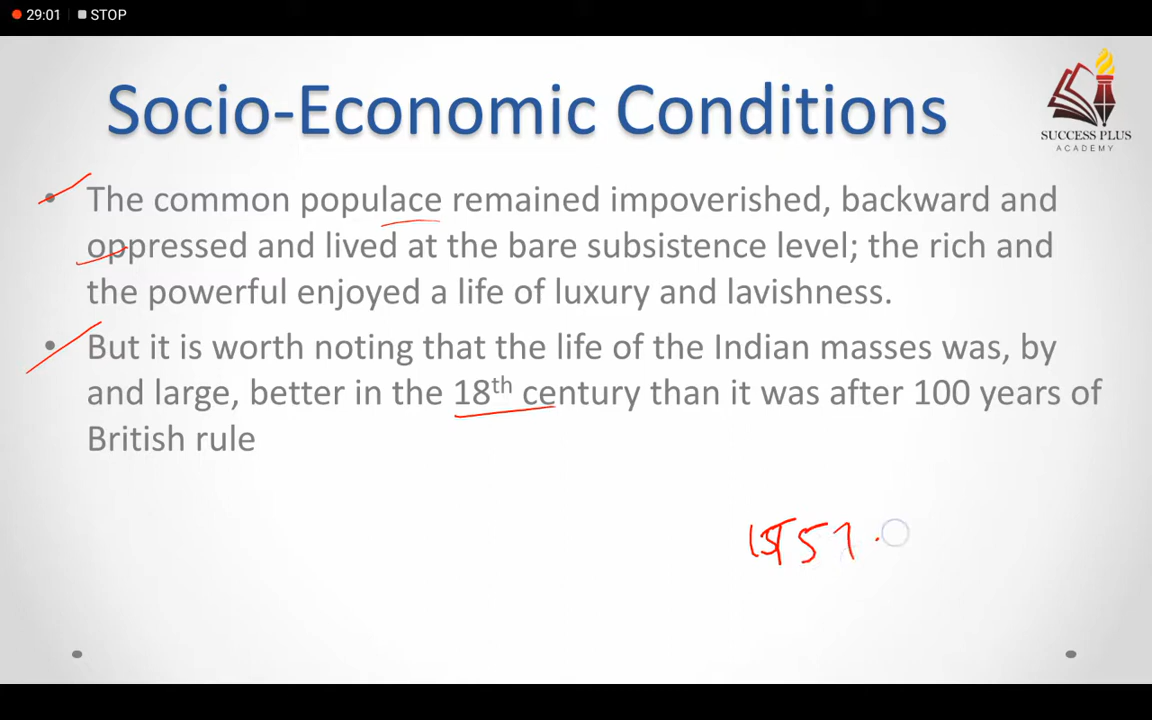 29:01 STOP
Socio-Economic Conditions
SUCCESS PLUS
ACADEMY
• The common populace remained impoverished, backward and
oppressed and lived at the bare subsistence level; the rich and
the powerful enjoyed a life of luxury and lavishness.
• But it is worth noting that the life of the Indian masses was, by
and large, better in the 18th century than it was after 100 years of
British rule